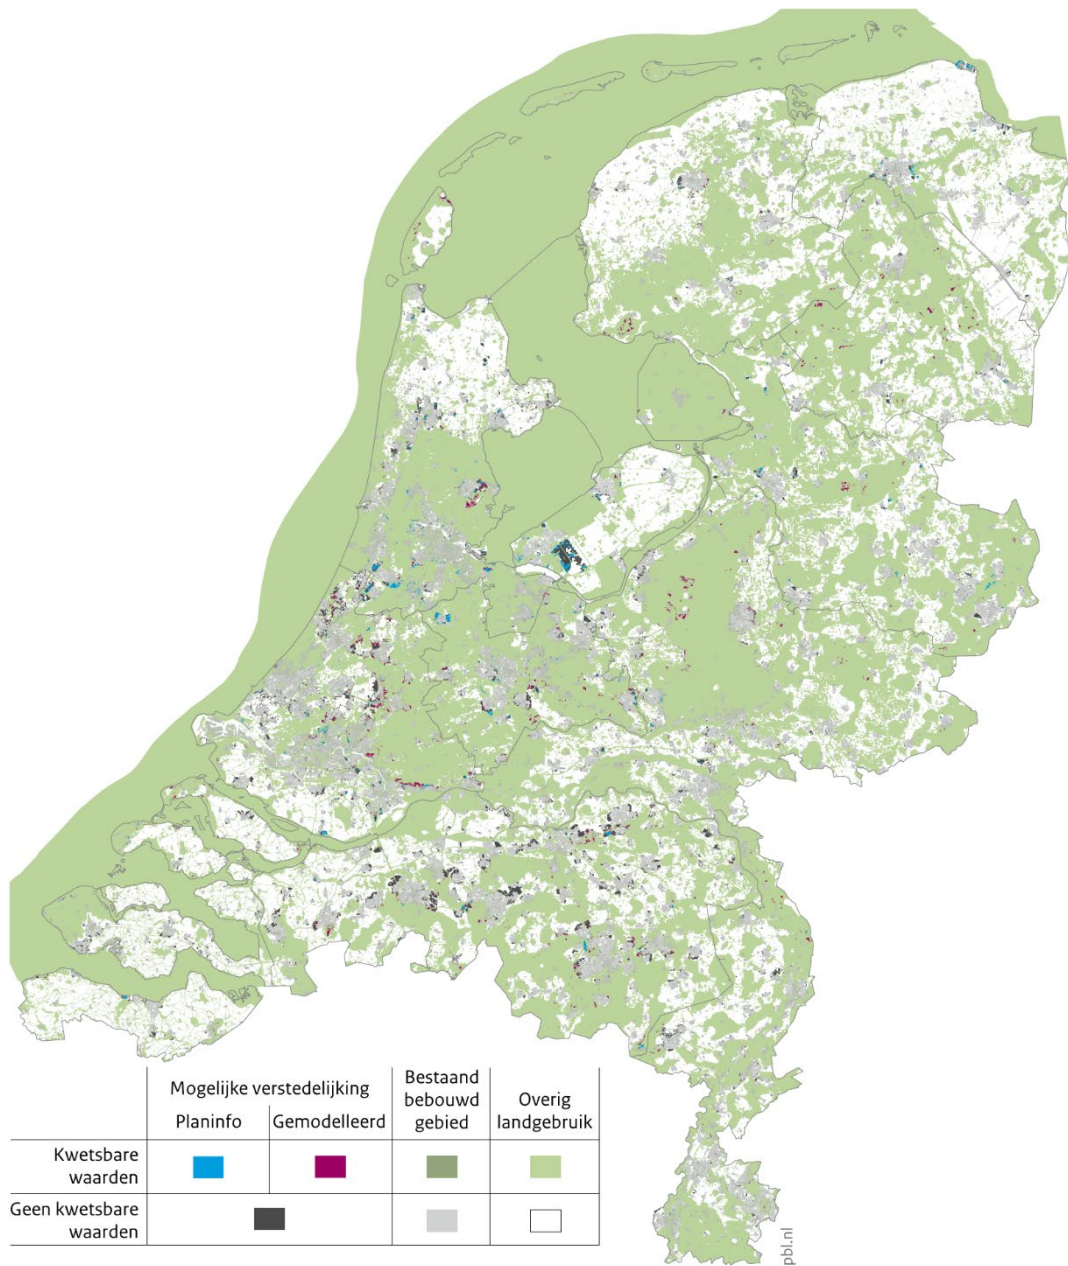 Mogelijke verstedelijking
Planinfo
Gemodelleerd
Bestaand
bebouwd
gebied
Overig
landgebruik
Kwetsbare
waarden
Geen kwetsbare
waarden
pbl.nl